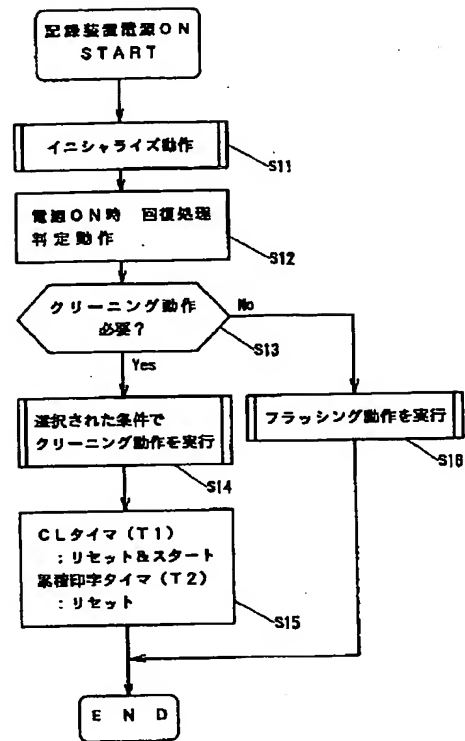 記録装置電源ON
START
イニシャライズ動作
S11
電源ON時 回復処理
判定動作
S12
クリーニング動作
必要?
S13
No
Yes
選択された条件で
クリーニング動作を実行
S14
フラッシング動作を実行
S16
CLタイマ(T1)
;リセット&スタート
累積印字タイマ(T2)
:リセット
S15
END